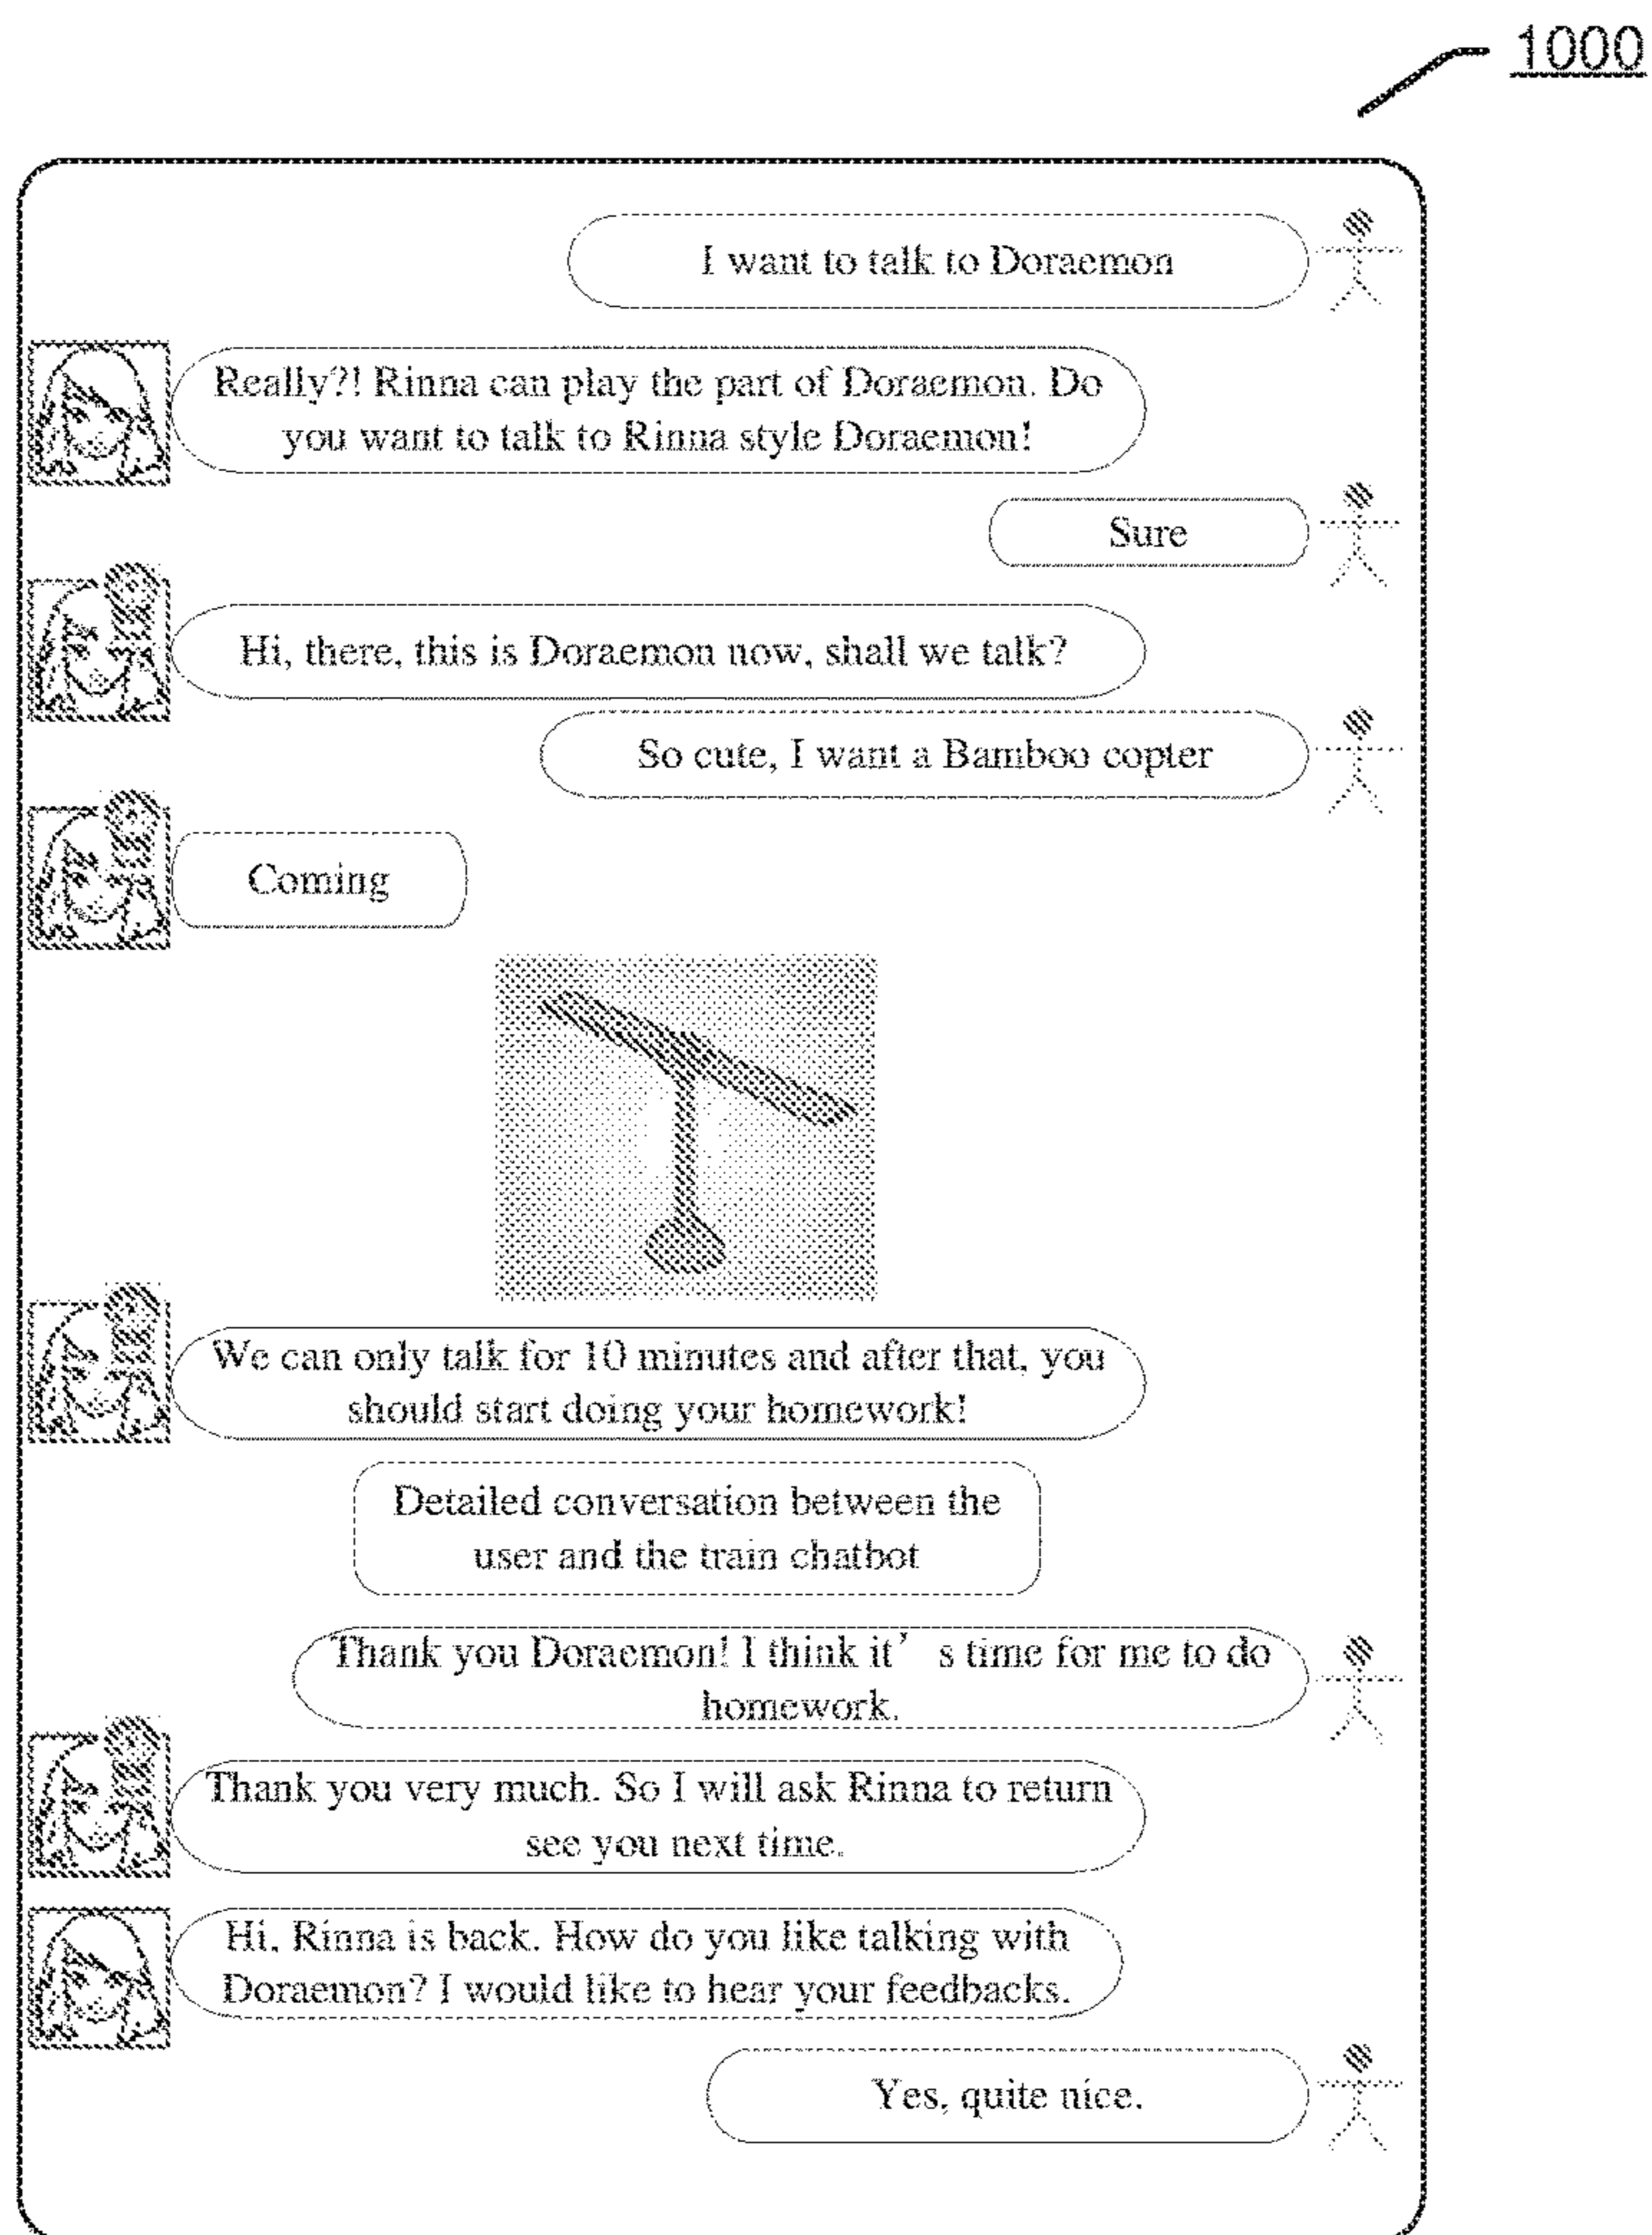 1000
I want to talk to Doraemon
Really?! Rinna can play the part of Doraemon. Do
you want to talk to Rinna style Doraemon!
Sure
Hi, there, this is Doraemon now, shall we talk?
So cute, I want a Bamboo copter
Coming
We can only talk for 10 minutes and after that, you
should start doing your homework!
Detailed conversation between the
user and the train chatbot
Thank you Doraemon! I think it’ s time for me to do
homework.
Thank you very much. So I will ask Rinna to return
see you next time.
Hi, Rinna is back. How do you like talking with
Doraemon? I would like to hear your feedbacks.
Yes, quite nice.